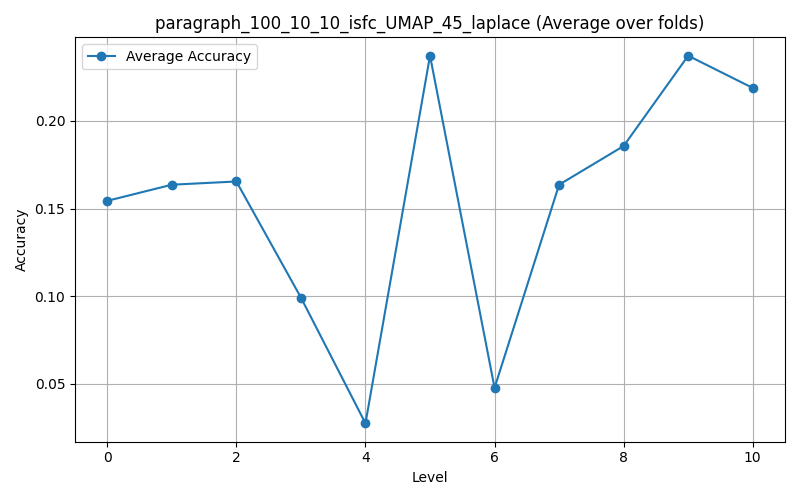 paragraph_100_10_10_isfc_UMAP_45_laplace (Average over folds)
Average Accuracy
0.20
0.15
0.10
0.05
Accuracy
0 2 4 6 8 10
Level